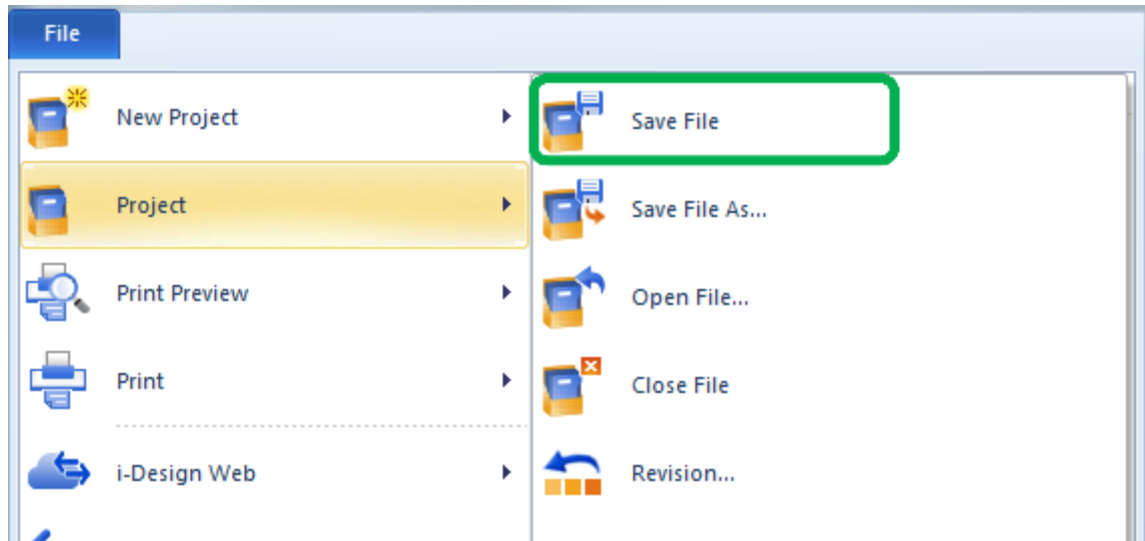 File
New Project
Project
Print Preview
Print
i-Design Web
Save File
Save File As...
Open File...
Close File
Revision...